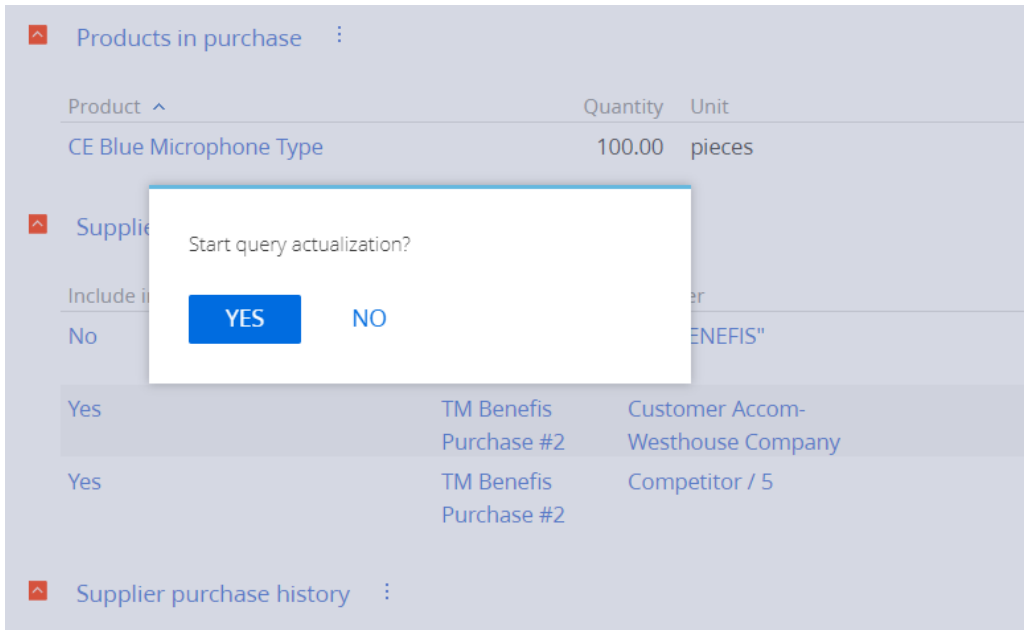 Products in purchase
Product Quantity Unit
CE Blue Microphone Type 100.00 pieces
Start query actualization?
YES NO
Include
No ENEFIS"
Yes TM Benefis Customer Accom-
Purchase #2 Westhouse Company
Yes TM Benefis Competitor / 5
Purchase #2
Supplier purchase history